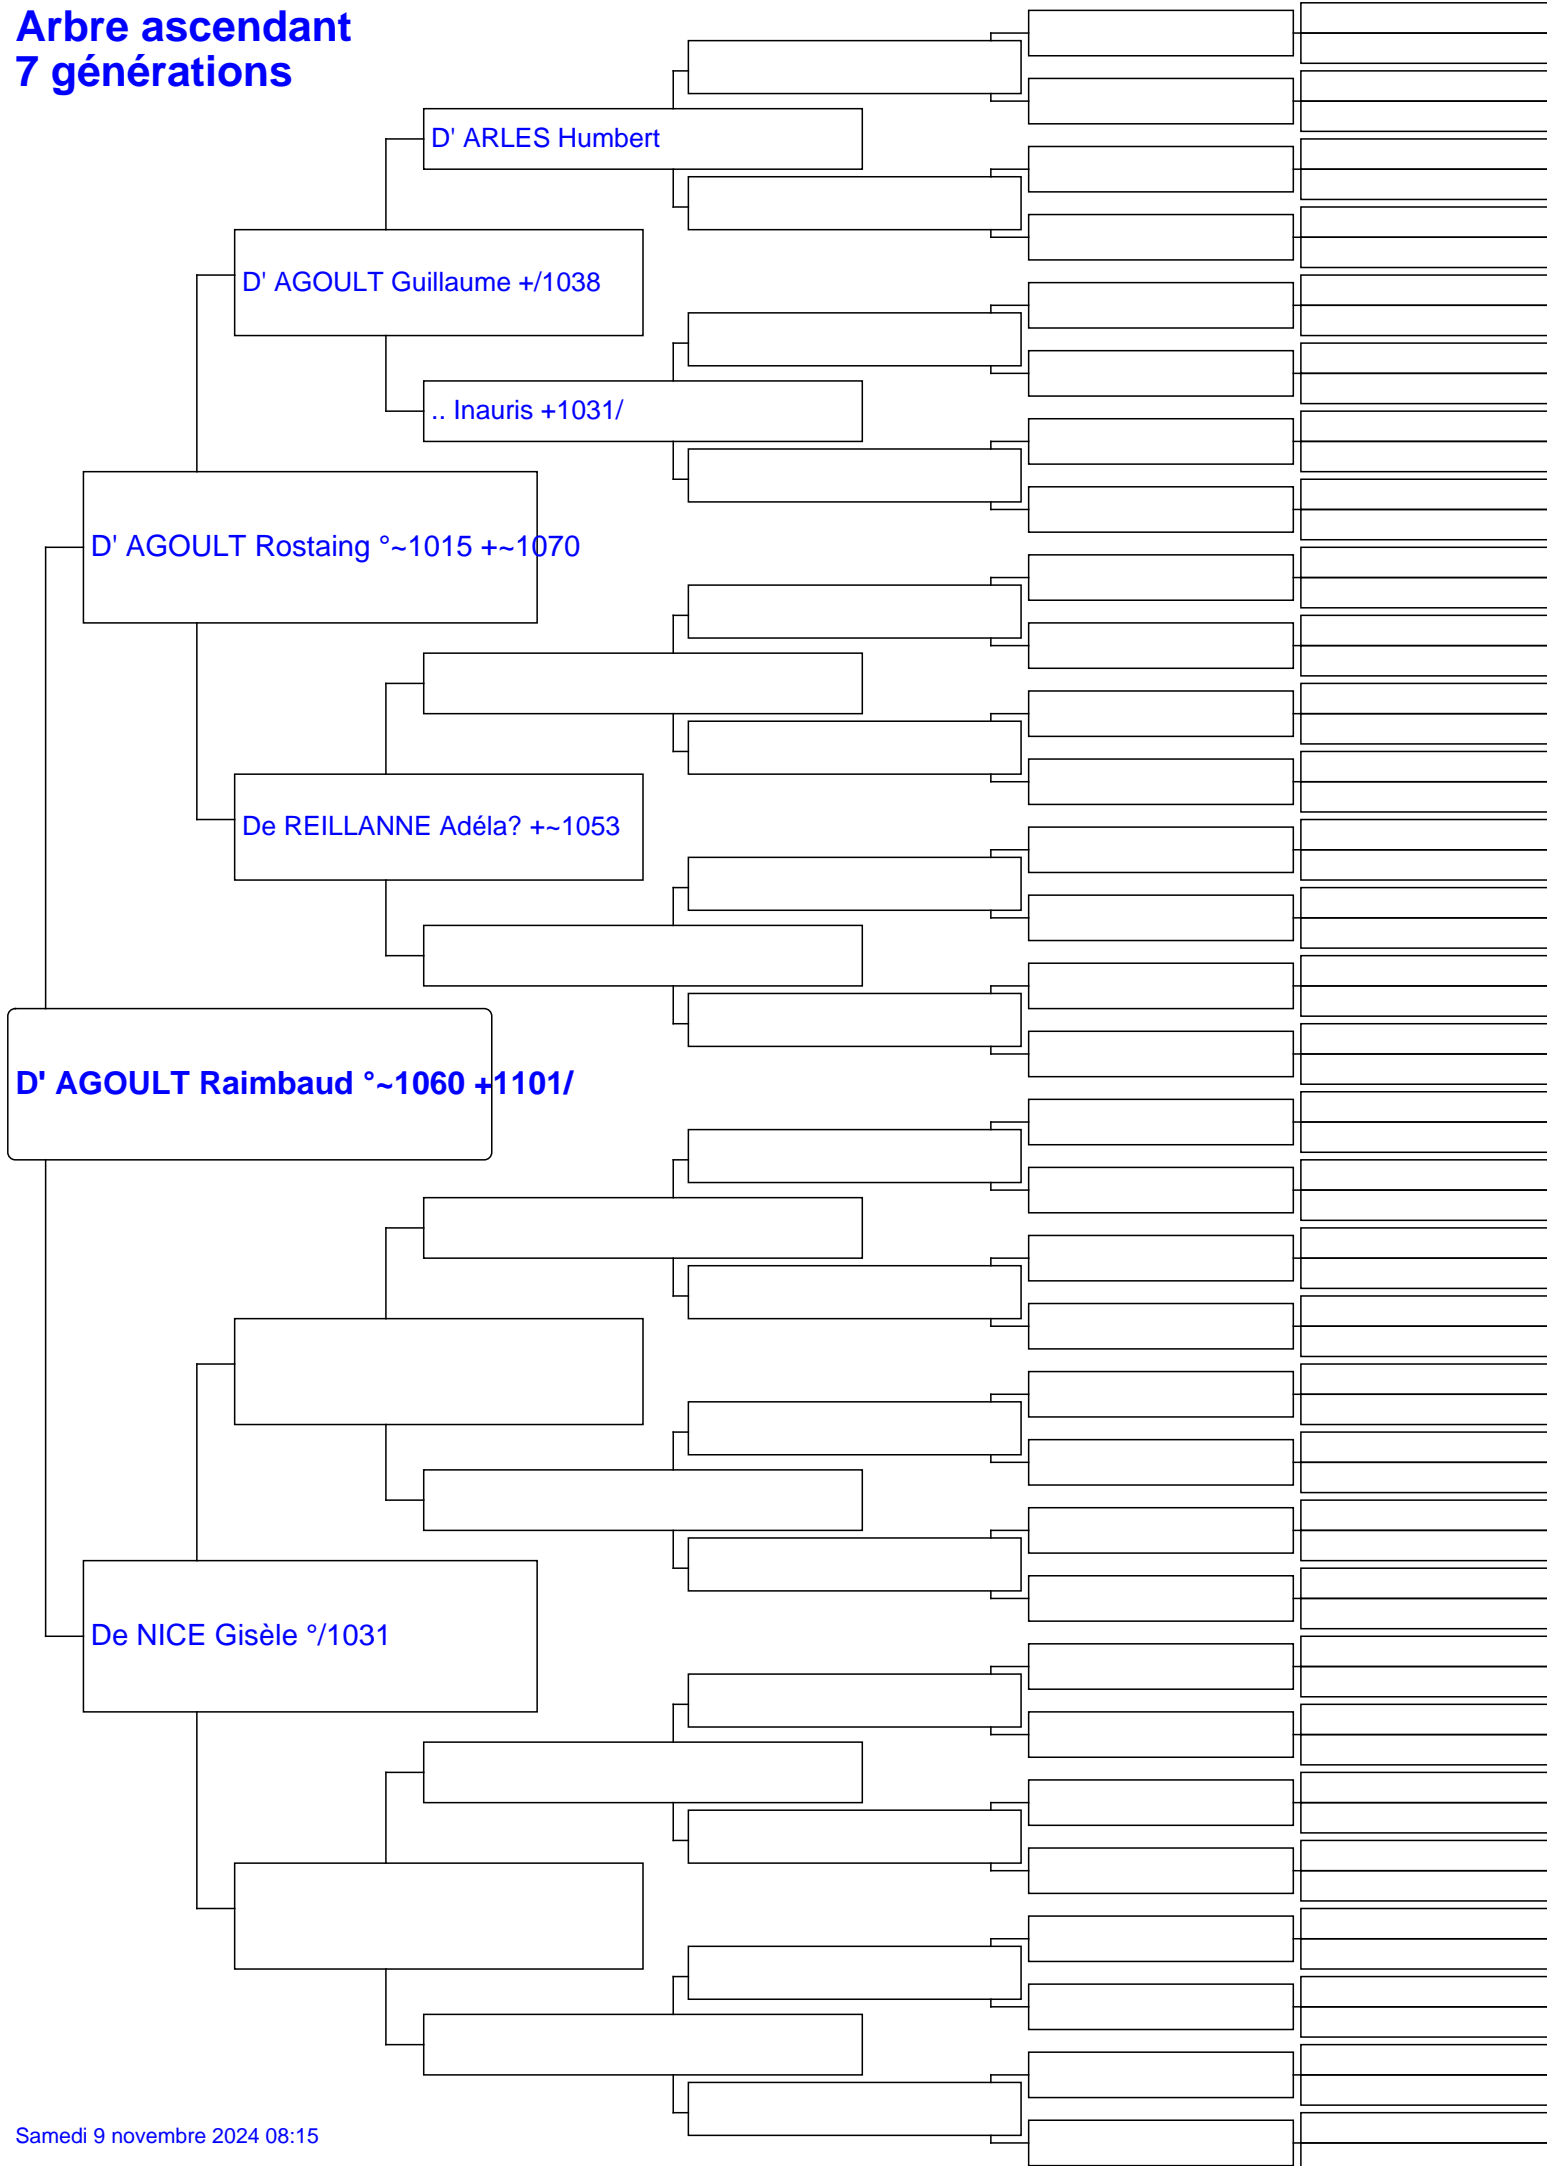 Arbre ascendant
7 générations
D' ARLES Humbert
D' AGOULT Guillaume +/1038
.. Inauris +1031/
D' AGOULT Rostaing °~1015 +~1070
De REILLANNE Adéla? +~1053
D' AGOULT Raimbaud °~1060 +1101/
De NICE Gisèle °/1031
Samedi 9 novembre 2024 08:15